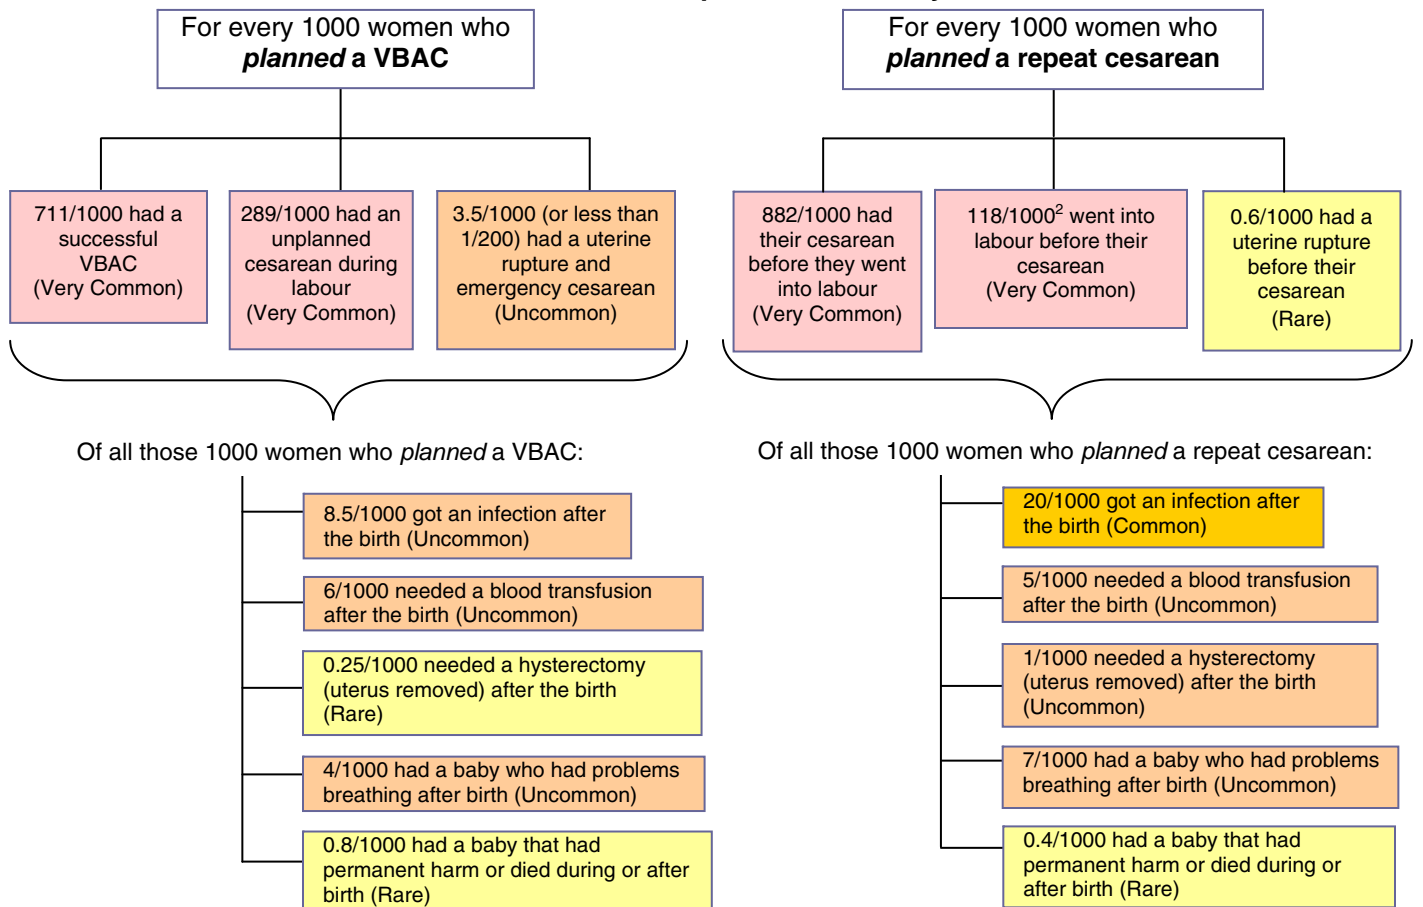 For every 1000 women who
planned a VBAC
711/1000 had a
successful
VBAC
(Very Common)
289/1000 had an
unplanned
cesarean during
labour
(Very Common)
3.5/1000 (or less than
1/200) had a uterine
rupture and
emergency cesarean
(Uncommon)
Of all those 1000 women who planned a VBAC:
8.5/1000 got an infection after
the birth (Uncommon)
6/1000 needed a blood transfusion
after the birth (Uncommon)
0.25/1000 needed a hysterectomy
(uterus removed) after the birth
(Rare)
4/1000 had a baby who had problems
breathing after birth (Uncommon)
0.8/1000 had a baby that had
permanent harm or died during or after
birth (Rare)
For every 1000 women who
planned a repeat cesarean
882/1000 had
their cesarean
before they went
into labour
(Very Common)
118/1000² went into
labour before their
cesarean
(Very Common)
0.6/1000 had a
uterine rupture
before their
cesarean
(Rare)
Of all those 1000 women who planned a repeat cesarean:
20/1000 got an infection after
the birth (Common)
5/1000 needed a blood transfusion
after the birth (Uncommon)
1/1000 needed a hysterectomy
(uterus removed) after the birth
(Uncommon)
7/1000 had a baby who had problems
breathing after birth (Uncommon)
0.4/1000 had a baby that had
permanent harm or died during or
after birth (Rare)